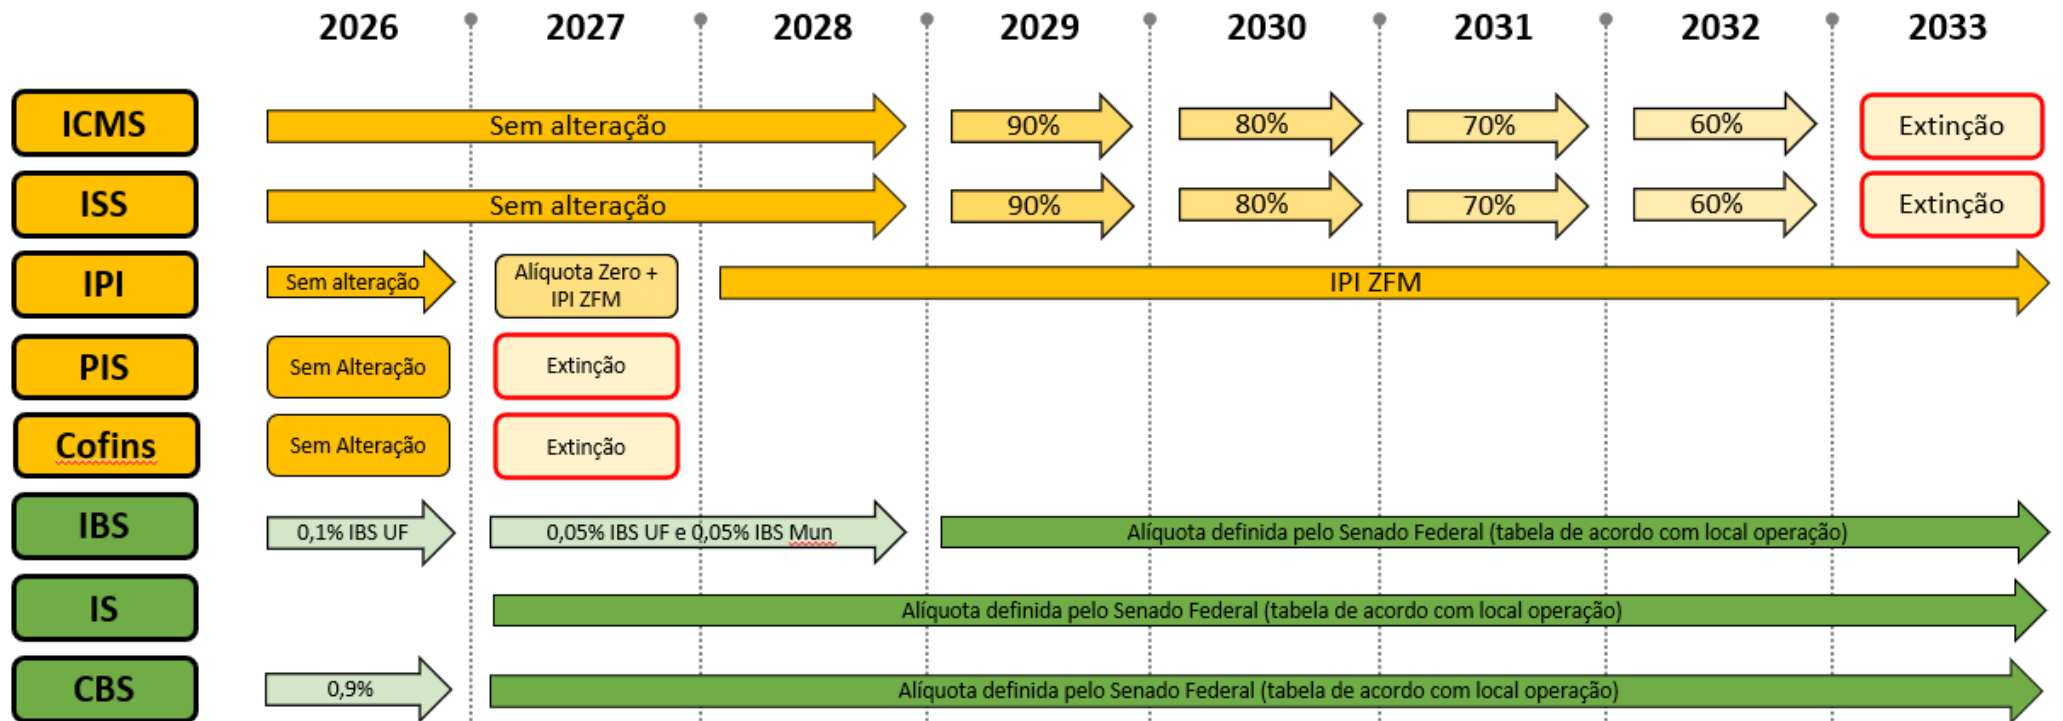 2026 2027 2028 2029 2030 2031 2032 2033
ICMS Sem alteração 90% 80% 70% 60% Extinção
ISS Sem alteração 90% 80% 70% 60% Extinção
IPI Sem alteração Alíquota Zero + IPI ZFM IPI ZFM
PIS Sem Alteração Extinção
Cofins Sem Alteração Extinção
IBS 0,1% IBS UF 0,05% IBS UF e 0,05% IBS Mun Alíquota definida pelo Senado Federal (tabela de acordo com local operação)
IS Alíquota definida pelo Senado Federal (tabela de acordo com local operação)
CBS 0,9% Alíquota definida pelo Senado Federal (tabela de acordo com local operação)